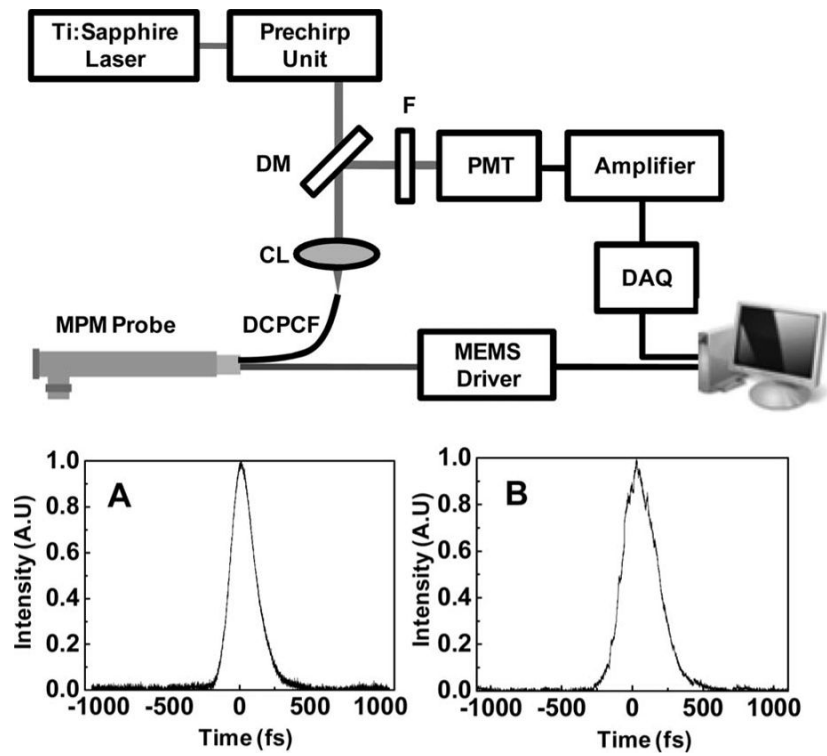 Ti:Sapphire
Laser
Prechirp
Unit
F
DM
PMT
Amplifier
CL
DAQ
MPM Probe
DCPCF
MEMS
Driver
A
Intensity (A.U)
1.0
0.8
0.6
0.4
0.2
0.0
-1000 -500 0 500 1000
Time (fs)
B
Intensity (A.U)
1.0
0.8
0.6
0.4
0.2
0.0
-1000 -500 0 500 1000
Time (fs)